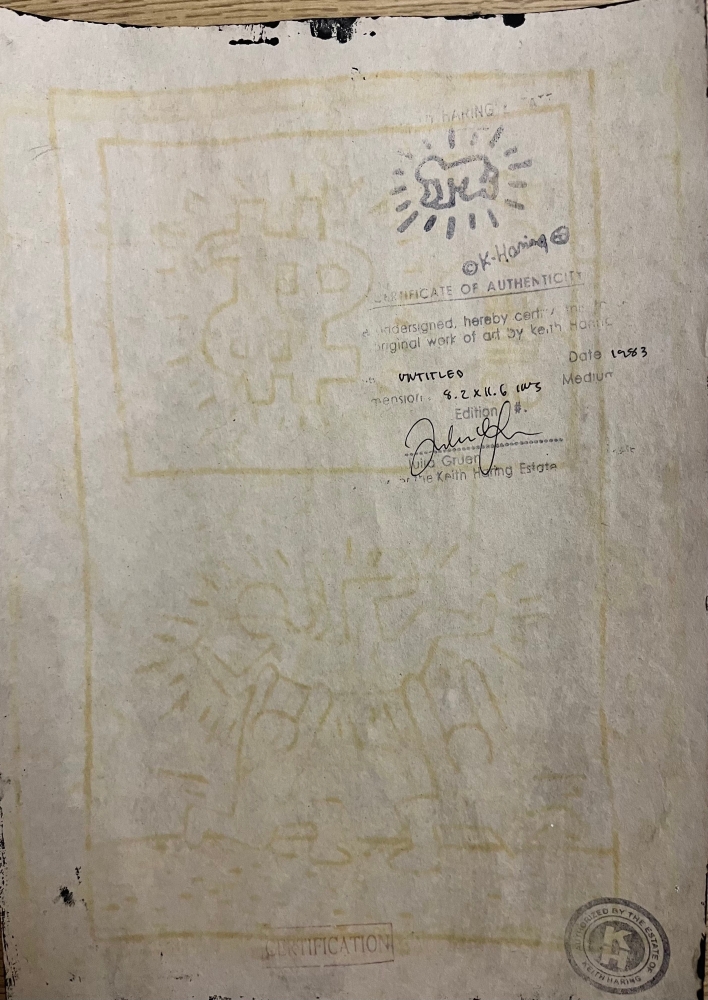 HARING
©K-Haring
CERTIFICATE OF AUTHENTICITY
undersigned, hereby certify
original work of art by Keith Haring
UNTITLED
Date 1983
mension 8.2 x 11.6 ins
Medium
Edition #.
Julia Gruen
the Keith Haring Estate
CERTIFICATION
AUTHORIZED BY THE ESTATE OF
KEITH HARING
KH